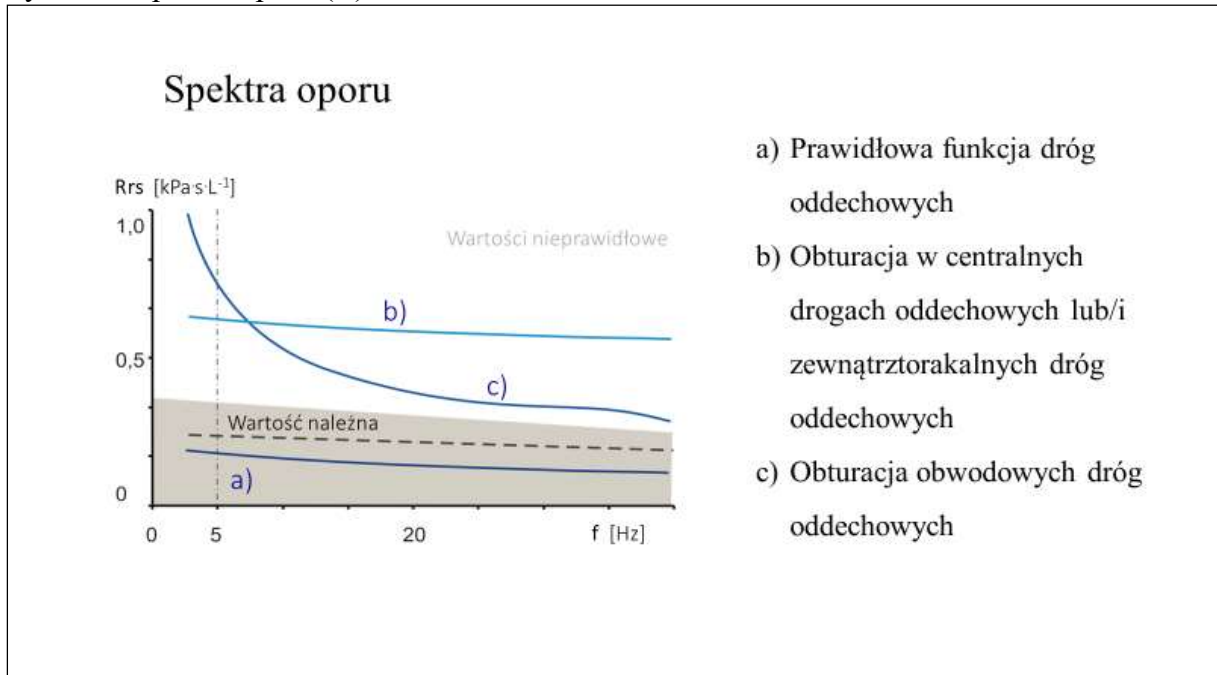 Spektra oporu
Rrs [kPa·s·L⁻¹]
1,0
0,5
0
0
5
20
f [Hz]
Wartości nieprawidłowe
b)
c)
Wartość należna
a)
a) Prawidłowa funkcja dróg
oddechowych
b) Obturacja w centralnych
drogach oddechowych lub/i
zewnątrztorakalnych dróg
oddechowych
c) Obturacja obwodowych dróg
oddechowych